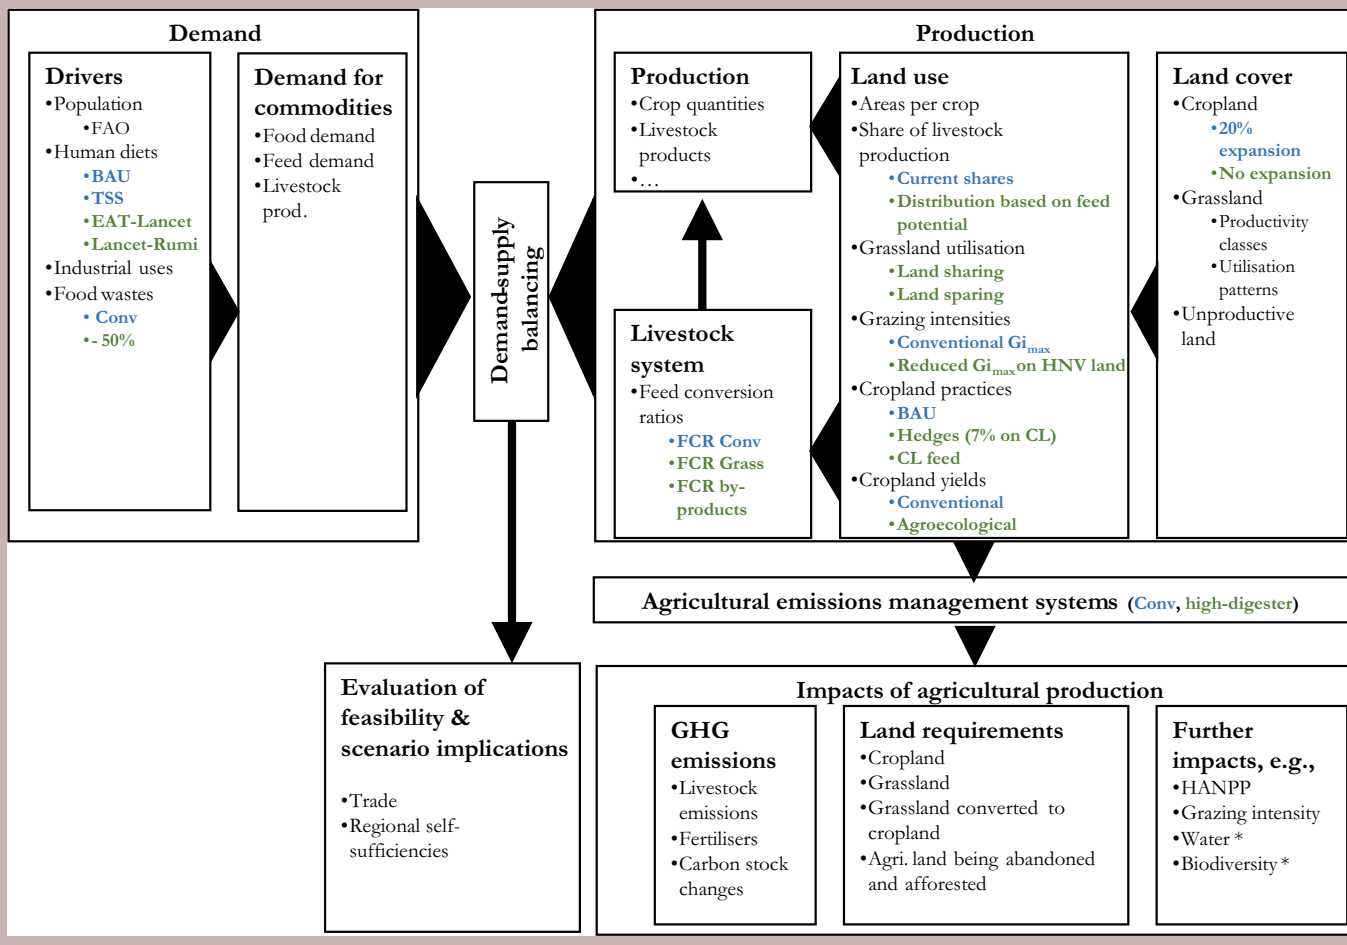 Demand
Drivers
•Population
•FAO
•Human diets
•BAU
•TSS
•EAT-Lancet
•Lancet-Rumi
•Industrial uses
•Food wastes
• Conv
•- 50%
Demand for
commodities
•Food demand
•Feed demand
•Livestock
prod.
Demand-supply
balancing
Production
Production
•Crop quantities
•Livestock
products
•…
Livestock
system
•Feed conversion
ratios
•FCR Conv
•FCR Grass
•FCR by-
products
Land use
•Areas per crop
•Share of livestock
production
•Current shares
•Distribution based on feed
potential
•Grassland utilisation
•Land sharing
•Land sparing
•Grazing intensities
•Conventional Gimax
•Reduced Gimax on HNV land
•Cropland practices
•BAU
•Hedges (7% on CL)
•CL feed
•Cropland yields
•Conventional
•Agroecological
Land cover
•Cropland
•20%
expansion
•No expansion
•Grassland
•Productivity
classes
•Utilisation
patterns
•Unproductive
land
Agricultural emissions management systems (Conv, high-digester)
Evaluation of
feasibility &
scenario implications
•Trade
•Regional self-
sufficiencies
Impacts of agricultural production
GHG
emissions
•Livestock
emissions
•Fertilisers
•Carbon stock
changes
Land requirements
•Cropland
•Grassland
•Grassland converted to
cropland
•Agri. land being abandoned
and afforested
Further
impacts, e.g.,
•HANPP
•Grazing intensity
•Water *
•Biodiversity *